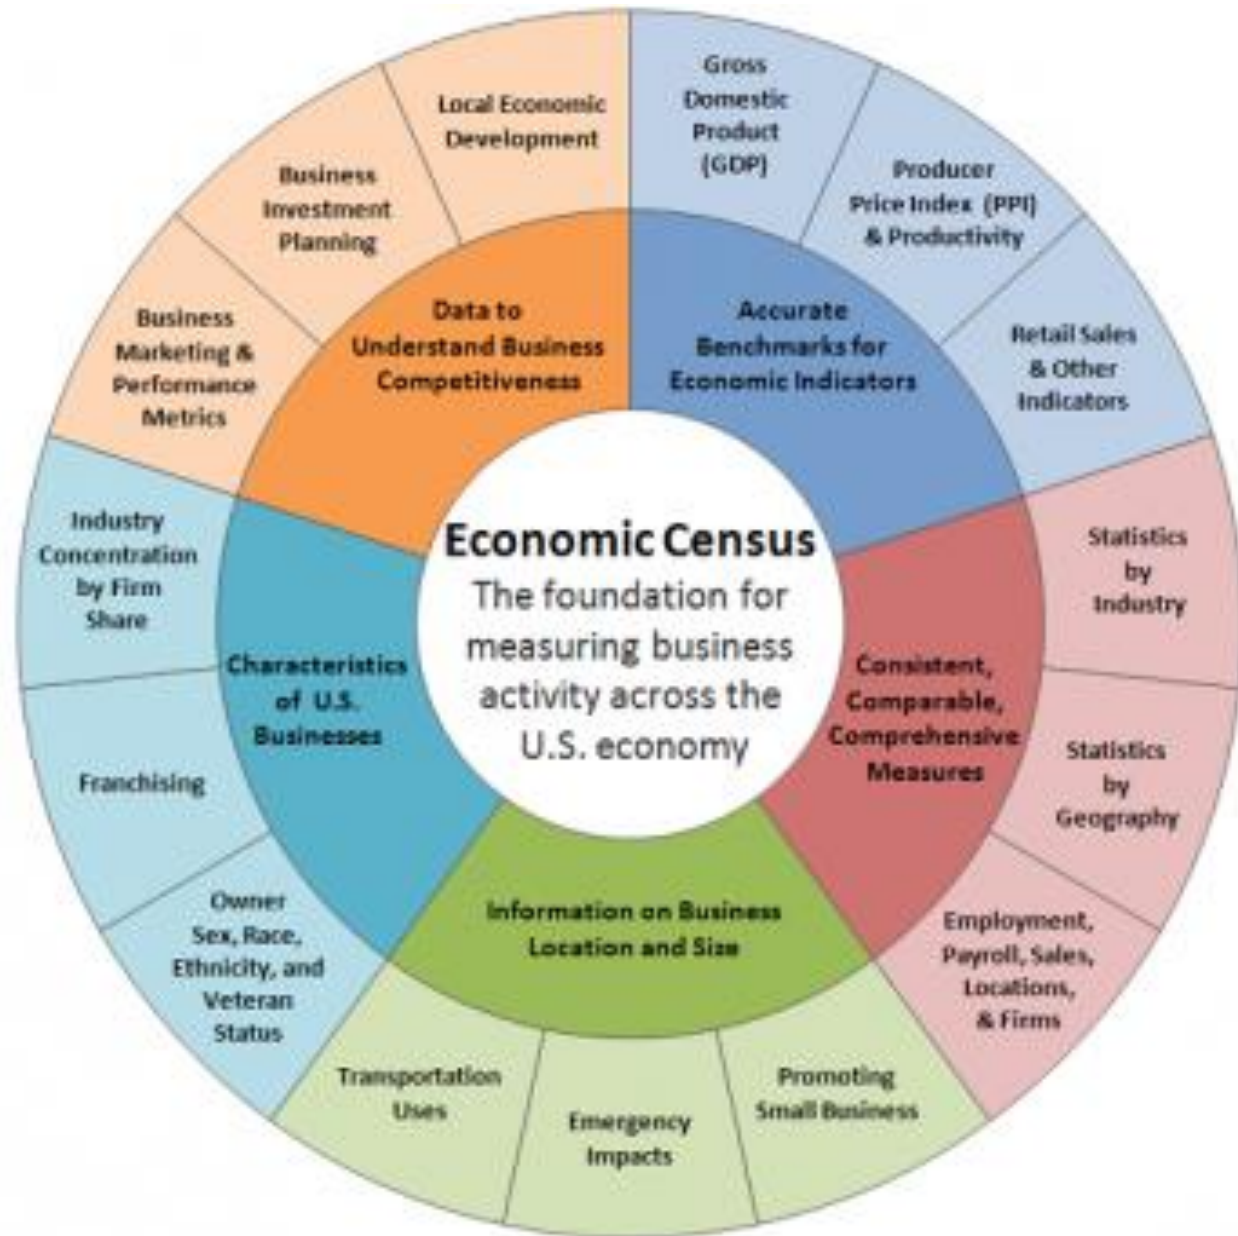 Economic Census
The foundation for
measuring business
activity across the
U.S. economy
Accurate
Benchmarks for
Economic Indicators
Gross
Domestic
Product
(GDP)
Producer
Price Index (PPI)
& Productivity
Retail Sales
& Other
Indicators
Consistent,
Comparable,
Comprehensive
Measures
Statistics
by
Industry
Statistics
by
Geography
Employment,
Payroll, Sales,
Locations,
& Firms
Information on Business
Location and Size
Promoting
Small Business
Emergency
Impacts
Transportation
Uses
Characteristics
of U.S.
Businesses
Owner
Sex, Race,
Ethnicity, and
Veteran
Status
Franchising
Industry
Concentration
by Firm
Share
Data to
Understand Business
Competitiveness
Business
Marketing &
Performance
Metrics
Business
Investment
Planning
Local Economic
Development